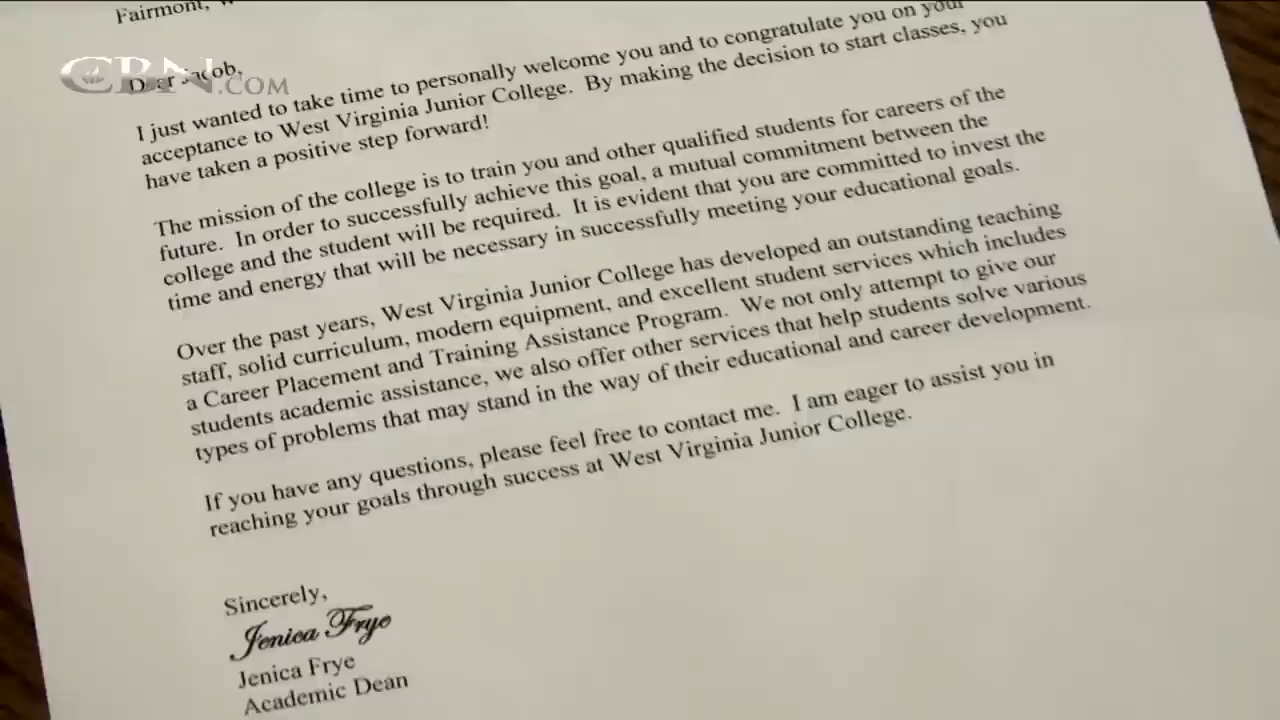 Fairmont,
CBN.COM
Dear Jacob,
I just wanted to take time to personally welcome you and to congratulate you on your
acceptance to West Virginia Junior College. By making the decision to start classes, you
have taken a positive step forward!
The mission of the college is to train you and other qualified students for careers of the
future. In order to successfully achieve this goal, a mutual commitment between the
college and the student will be required. It is evident that you are committed to invest the
time and energy that will be necessary in successfully meeting your educational goals.
Over the past years, West Virginia Junior College has developed an outstanding teaching
staff, solid curriculum, modern equipment, and excellent student services which includes
a Career Placement and Training Assistance Program. We not only attempt to give our
students academic assistance, we also offer other services that help students solve various
types of problems that may stand in the way of their educational and career development.
If you have any questions, please feel free to contact me. I am eager to assist you in
reaching your goals through success at West Virginia Junior College.
Sincerely,
Jenica Frye
Jenica Frye
Academic Dean